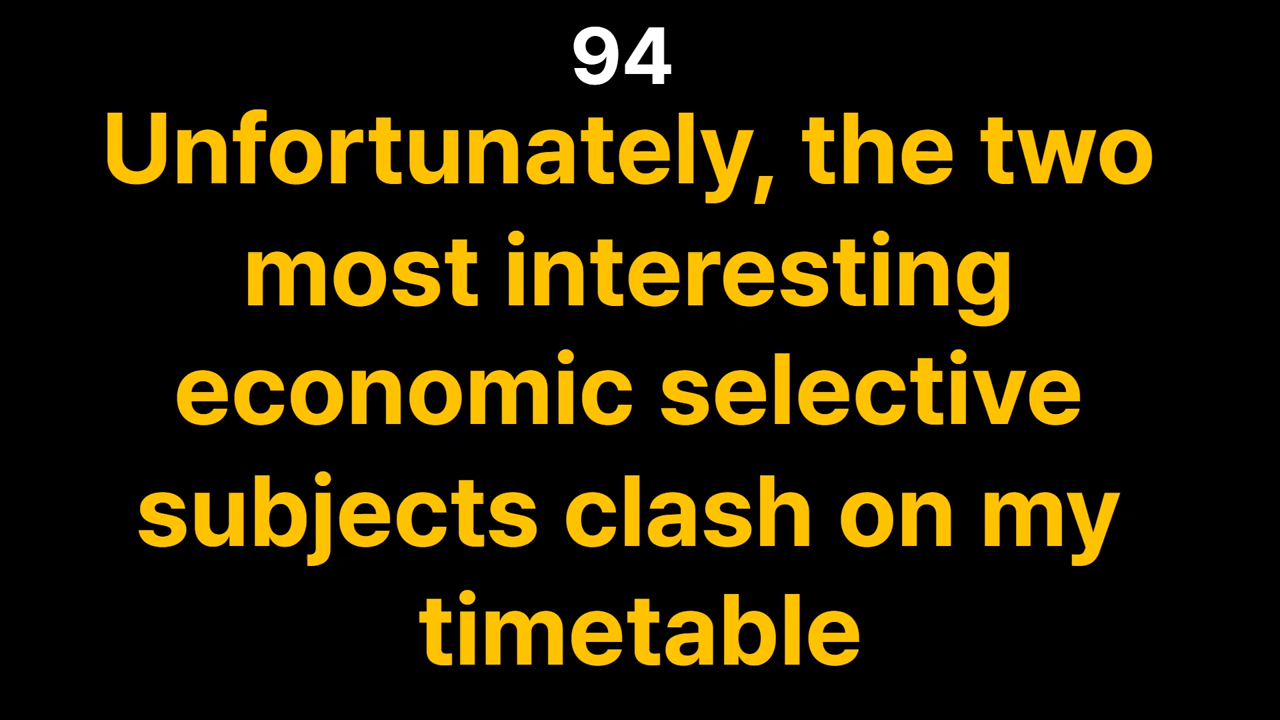 94
Unfortunately, the two
most interesting
economic selective
subjects clash on my
timetable